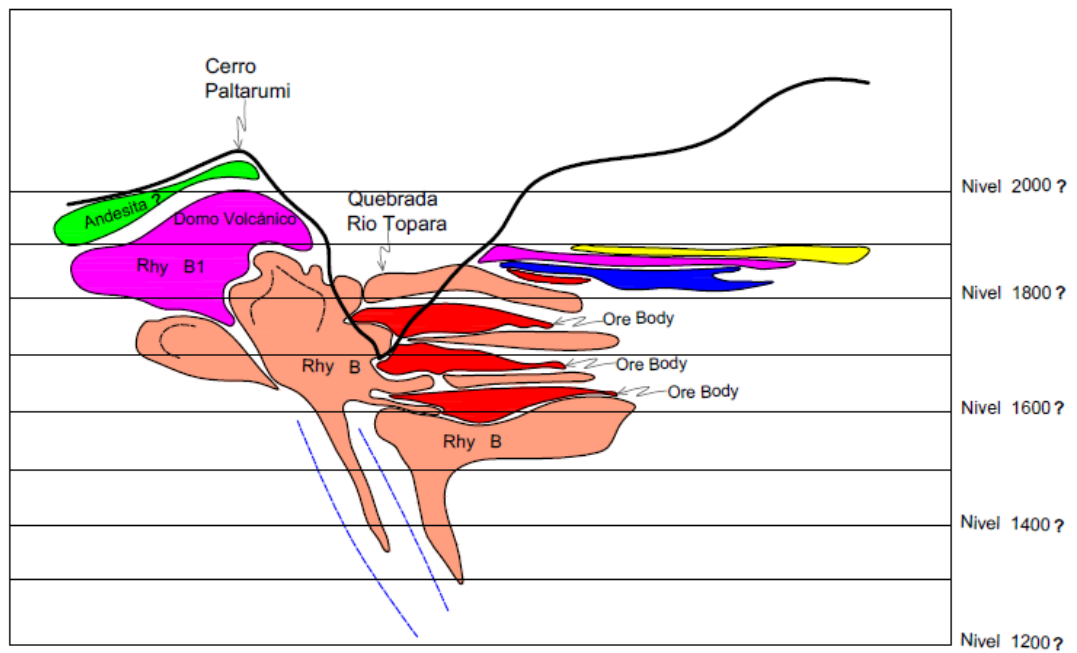 Cerro
Paltarumi
Nivel 2000 ?
Quebrada
Rio Topara
Andesita ?
Domo Volcánico
Rhy B1
Nivel 1800 ?
Ore Body
Rhy B
Ore Body
Ore Body
Nivel 1600 ?
Rhy B
Nivel 1400 ?
Nivel 1200 ?